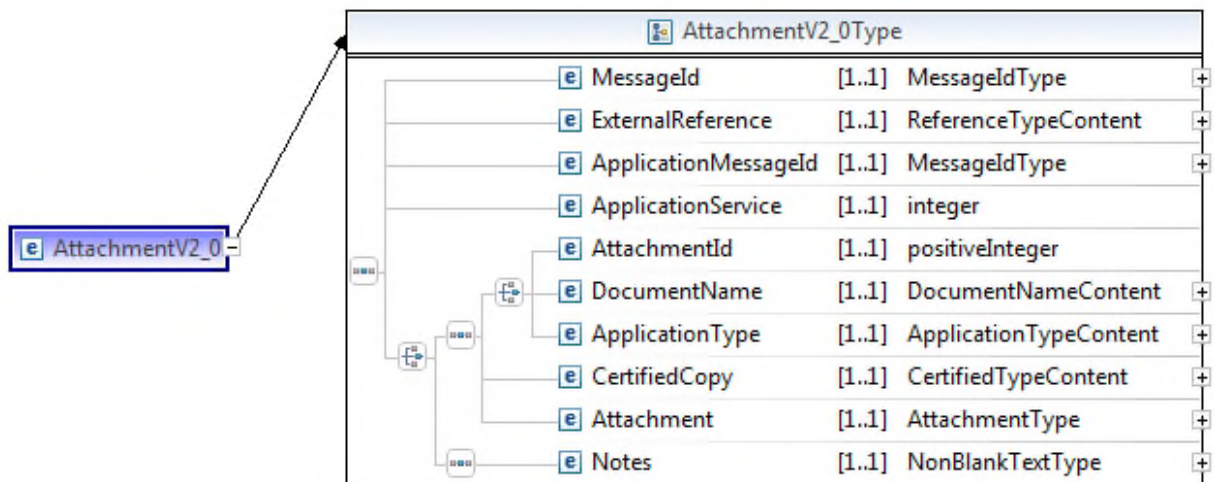 AttachmentV2_0Type
e MessageId [1..1] MessageIdType
e ExternalReference [1..1] ReferenceTypeContent
e ApplicationMessageId [1..1] MessageIdType
e ApplicationService [1..1] integer
e AttachmentV2_0
e AttachmentId [1..1] positiveInteger
e DocumentName [1..1] DocumentNameContent
e ApplicationType [1..1] ApplicationTypeContent
e CertifiedCopy [1..1] CertifiedTypeContent
e Attachment [1..1] AttachmentType
e Notes [1..1] NonBlankTextType